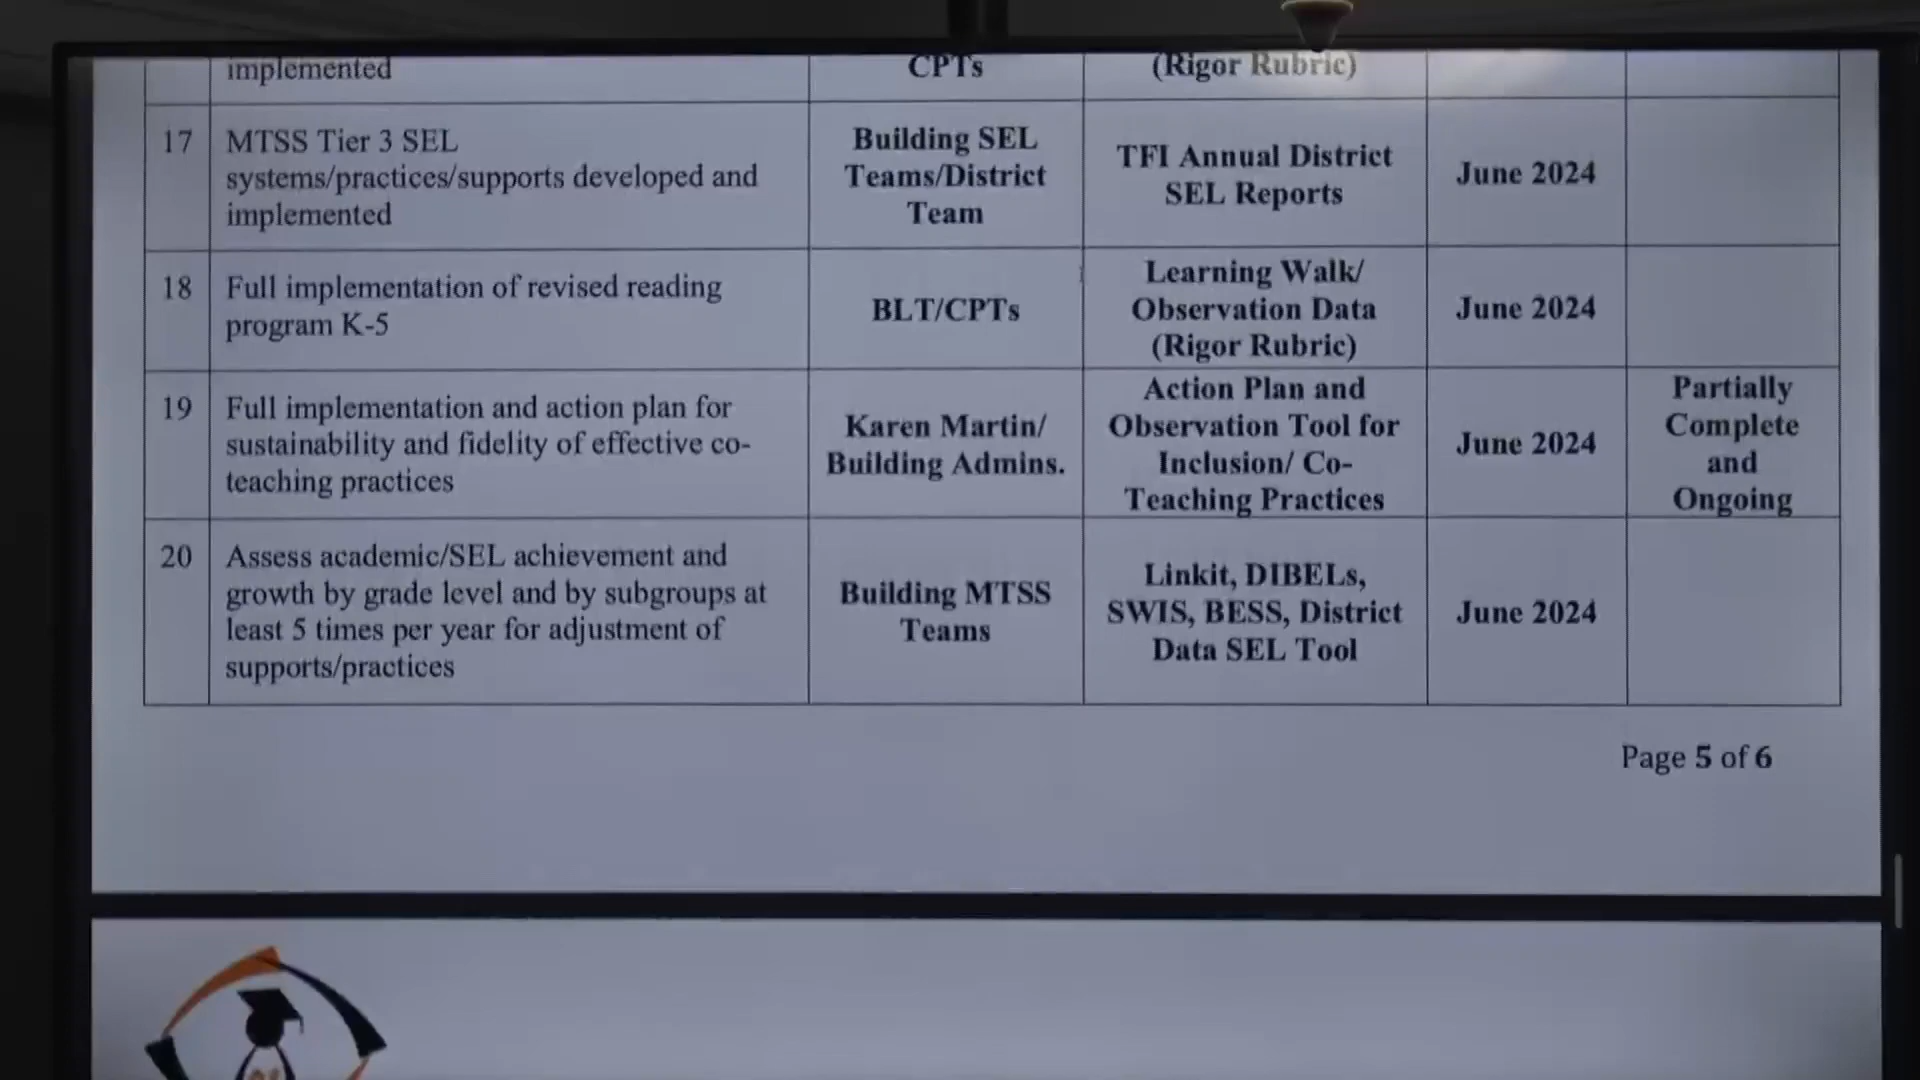 implemented
CPTs
(Rigor Rubric)
17
MTSS Tier 3 SEL
systems/practices/supports developed and
implemented
Building SEL
Teams/District
Team
TFI Annual District
SEL Reports
June 2024
18
Full implementation of revised reading
program K-5
BLT/CPTs
Learning Walk/
Observation Data
(Rigor Rubric)
June 2024
19
Full implementation and action plan for
sustainability and fidelity of effective co-
teaching practices
Karen Martin/
Building Admins.
Action Plan and
Observation Tool for
Inclusion/ Co-
Teaching Practices
June 2024
Partially
Complete
and
Ongoing
20
Assess academic/SEL achievement and
growth by grade level and by subgroups at
least 5 times per year for adjustment of
supports/practices
Building MTSS
Teams
Linkit, DIBELs,
SWIS, BESS, District
Data SEL Tool
June 2024
Page 5 of 6